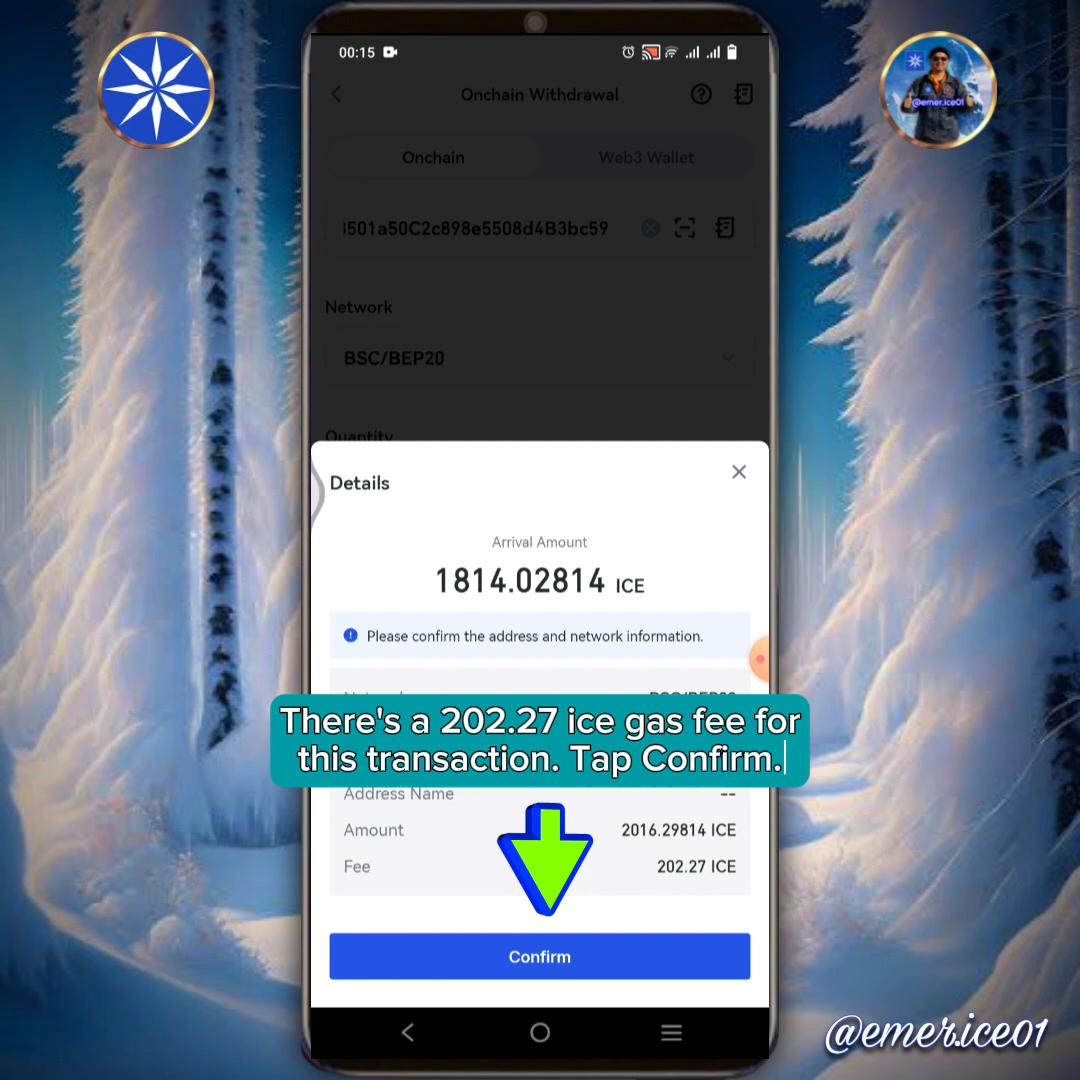 00:15
Onchain Withdrawal
Onchain
Web3 Wallet
501a50C2c898e5508d4B3bc59
Network
BSC/BEP20
Quantity
Details
Arrival Amount
1814.02814 ICE
Please confirm the address and network information.
There's a 202.27 ice gas fee for
this transaction. Tap Confirm.
Address Name
--
Amount
2016.29814 ICE
Fee
202.27 ICE
Confirm
@emer.ice01
@emer.ice01